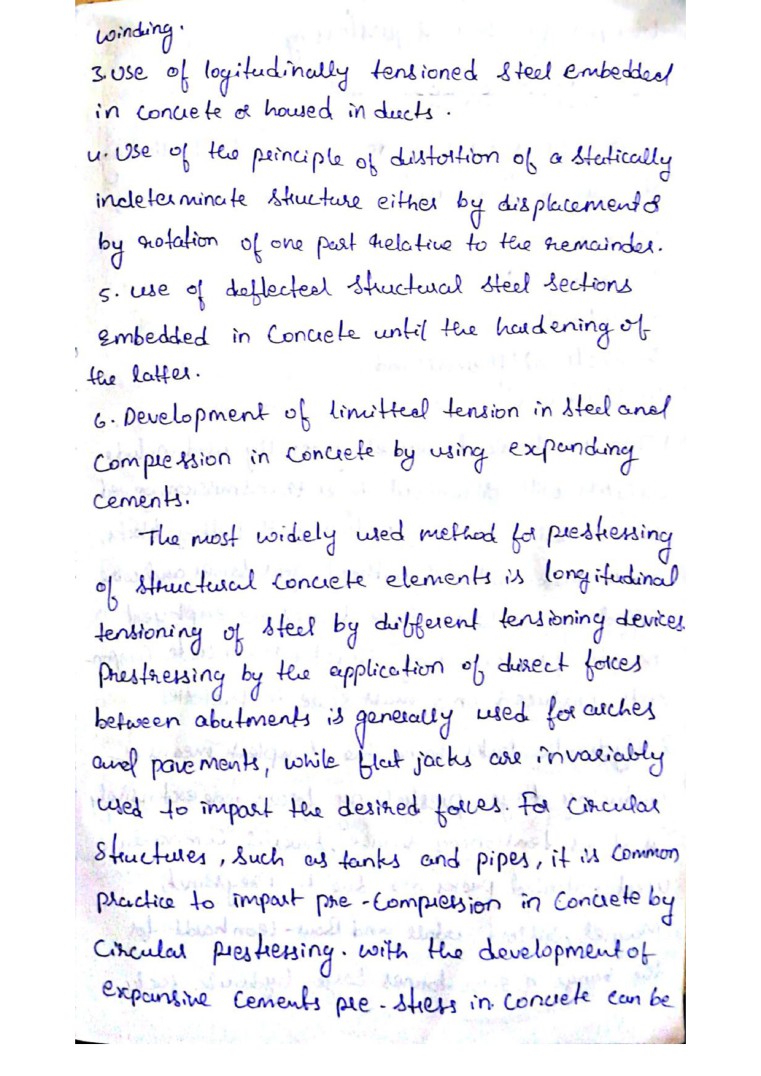 winding.
3. Use of logitudinally tensioned steel embedded
in concrete or housed in ducts.
4. Use of the principle of distortion of a statically
indeterminate structure either by displacement or
by rotation of one part relative to the remainder.
5. use of deflected structural steel sections
Embedded in Concrete until the hardening of
the latter.
6. Development of limitted tension in steel and
Compression in concrete by using expanding
cements.
The most widely used method for prestressing
of structural concrete elements is longitudinal
tensioning of steel by different tensioning devices.
Prestressing by the application of direct forces
between abutments is generally used for arches
and pavements, while flat jacks are invariably
used to impart the desired forces. For Circular
Structures, such as tanks and pipes, it is common
practice to impart pre-compression in concrete by
Circular prestressing. with the development of
expansive cements pre-stress in concrete can be